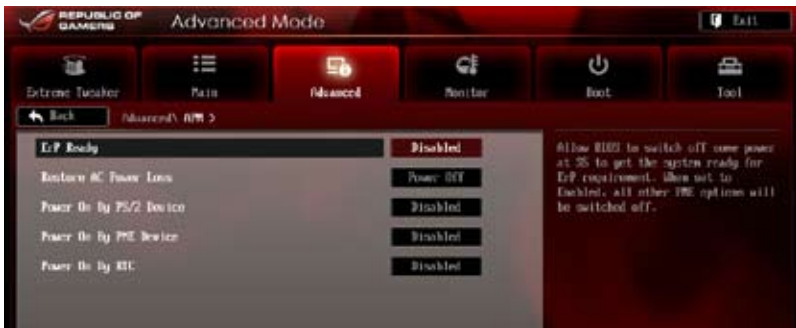 REPUBLIC OF
GAMERS
Advanced Mode
Exit
Extreme Tweaker
Main
Advanced
Monitor
Boot
Tool
Back
Advanced\ APM >
ErP Ready
Disabled
Restore AC Power Loss
Power Off
Power On By PS/2 Device
Disabled
Power On By PME Device
Disabled
Power On By RTC
Disabled
Allow BIOS to switch off some power
at S5 to get the system ready for
ErP requirement. When set to
Enabled, all other PME options will
be switched off.